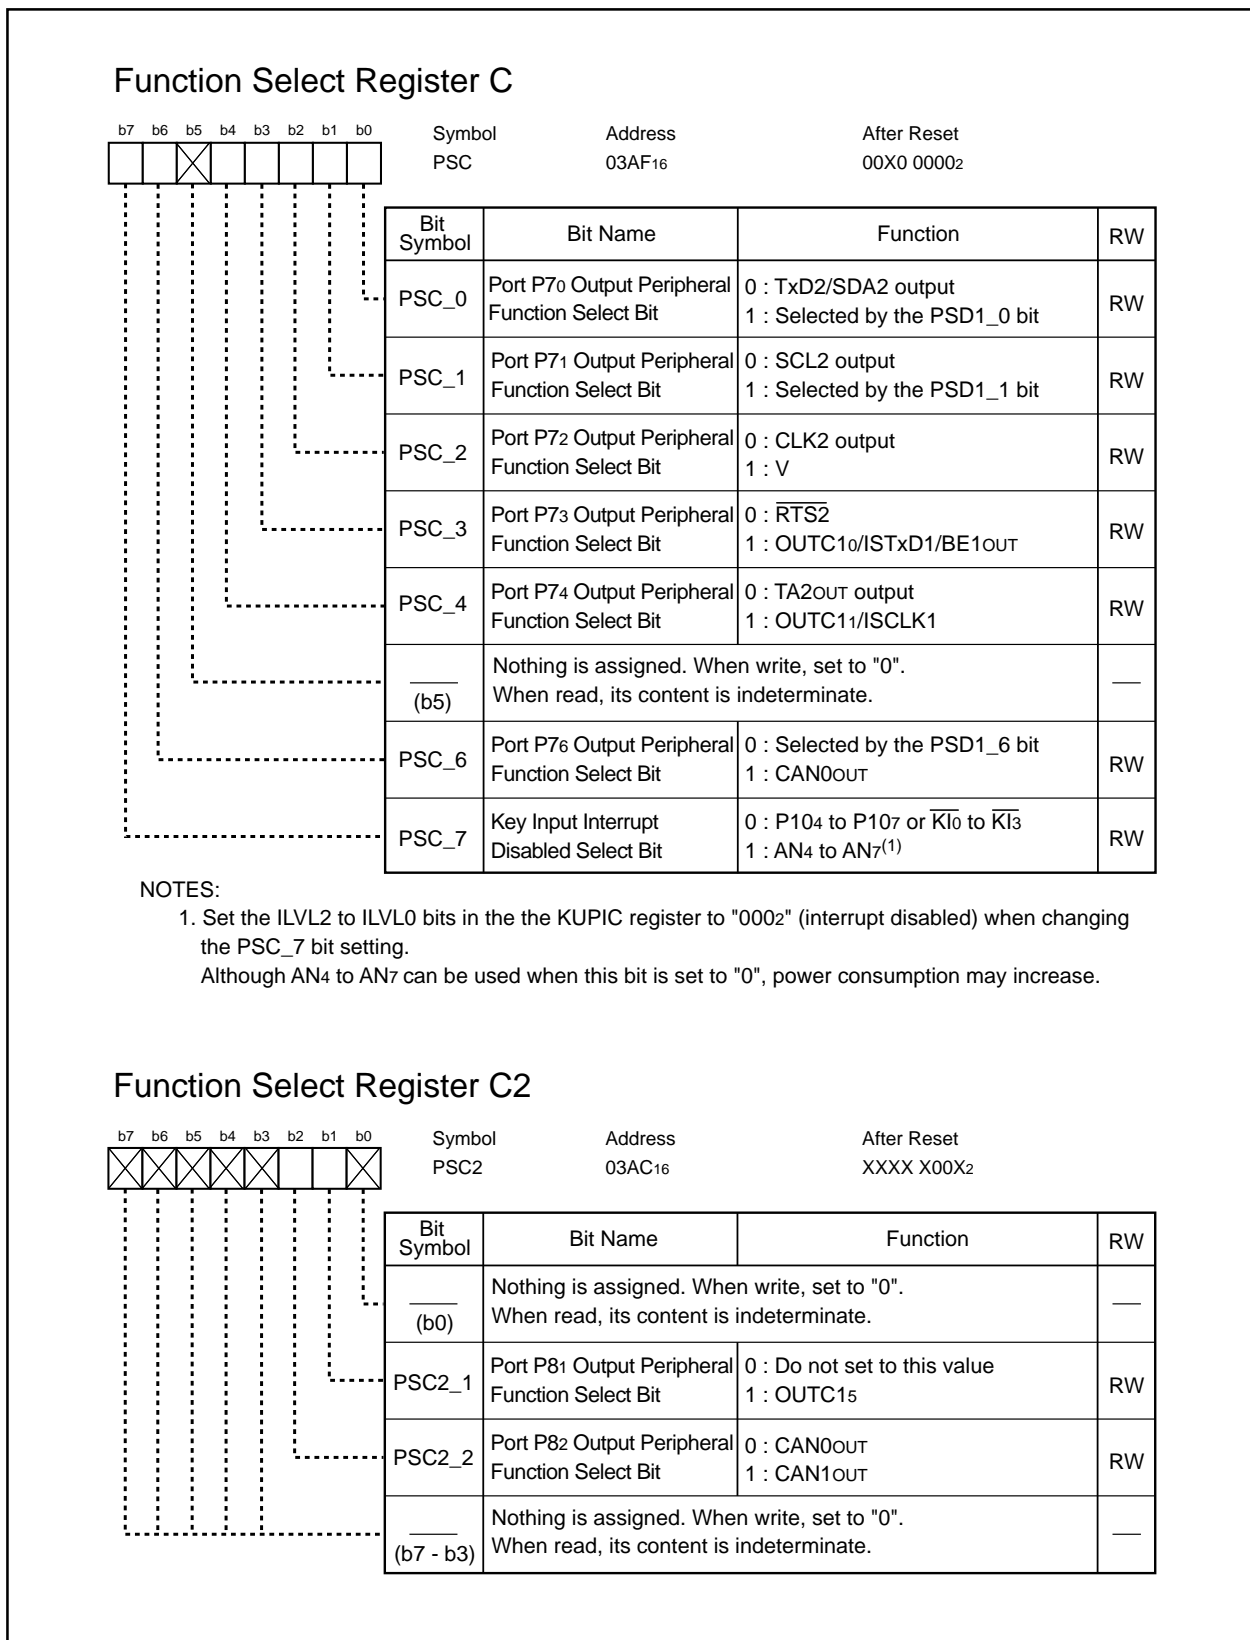 Function Select Register C
b7 b6 b5 b4 b3 b2 b1 b0
Symbol Address After Reset
PSC 03AF16 00X0 00002
Bit Symbol Bit Name Function RW
PSC_0 Port P70 Output Peripheral Function Select Bit 0 : TxD2/SDA2 output 1 : Selected by the PSD1_0 bit RW
PSC_1 Port P71 Output Peripheral Function Select Bit 0 : SCL2 output 1 : Selected by the PSD1_1 bit RW
PSC_2 Port P72 Output Peripheral Function Select Bit 0 : CLK2 output 1 : V RW
PSC_3 Port P73 Output Peripheral Function Select Bit 0 : RTS2 1 : OUTC10/ISTxD1/BE1OUT RW
PSC_4 Port P74 Output Peripheral Function Select Bit 0 : TA2OUT output 1 : OUTC11/ISCLK1 RW
(b5) Nothing is assigned. When write, set to "0". When read, its content is indeterminate. —
PSC_6 Port P76 Output Peripheral Function Select Bit 0 : Selected by the PSD1_6 bit 1 : CAN0OUT RW
PSC_7 Key Input Interrupt Disabled Select Bit 0 : P104 to P107 or KI0 to KI3 1 : AN4 to AN7(1) RW
NOTES:
1. Set the ILVL2 to ILVL0 bits in the the KUPIC register to "0002" (interrupt disabled) when changing
the PSC_7 bit setting.
Although AN4 to AN7 can be used when this bit is set to "0", power consumption may increase.
Function Select Register C2
b7 b6 b5 b4 b3 b2 b1 b0
Symbol Address After Reset
PSC2 03AC16 XXXX X00X2
Bit Symbol Bit Name Function RW
(b0) Nothing is assigned. When write, set to "0". When read, its content is indeterminate. —
PSC2_1 Port P81 Output Peripheral Function Select Bit 0 : Do not set to this value 1 : OUTC15 RW
PSC2_2 Port P82 Output Peripheral Function Select Bit 0 : CAN0OUT 1 : CAN1OUT RW
(b7 - b3) Nothing is assigned. When write, set to "0". When read, its content is indeterminate. —